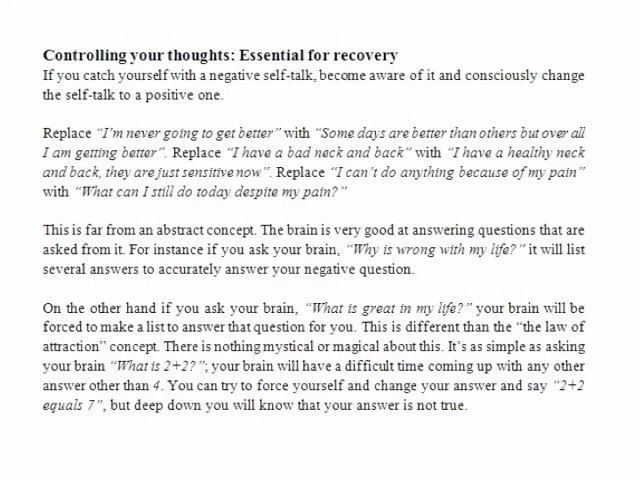 Controlling your thoughts: Essential for recovery
If you catch yourself with a negative self-talk, become aware of it and consciously change
the self-talk to a positive one.
Replace “I’m never going to get better” with “Some days are better than others but over all
I am getting better”. Replace “I have a bad neck and back” with “I have a healthy neck
and back, they are just sensitive now”. Replace “I can’t do anything because of my pain”
with “What can I still do today despite my pain?”
This is far from an abstract concept. The brain is very good at answering questions that are
asked from it. For instance if you ask your brain, “Why is wrong with my life?” it will list
several answers to accurately answer your negative question.
On the other hand if you ask your brain, “What is great in my life?” your brain will be
forced to make a list to answer that question for you. This is different than the “the law of
attraction” concept. There is nothing mystical or magical about this. It’s as simple as asking
your brain “What is 2+2?”; your brain will have a difficult time coming up with any other
answer other than 4. You can try to force yourself and change your answer and say “2+2
equals 7”, but deep down you will know that your answer is not true.